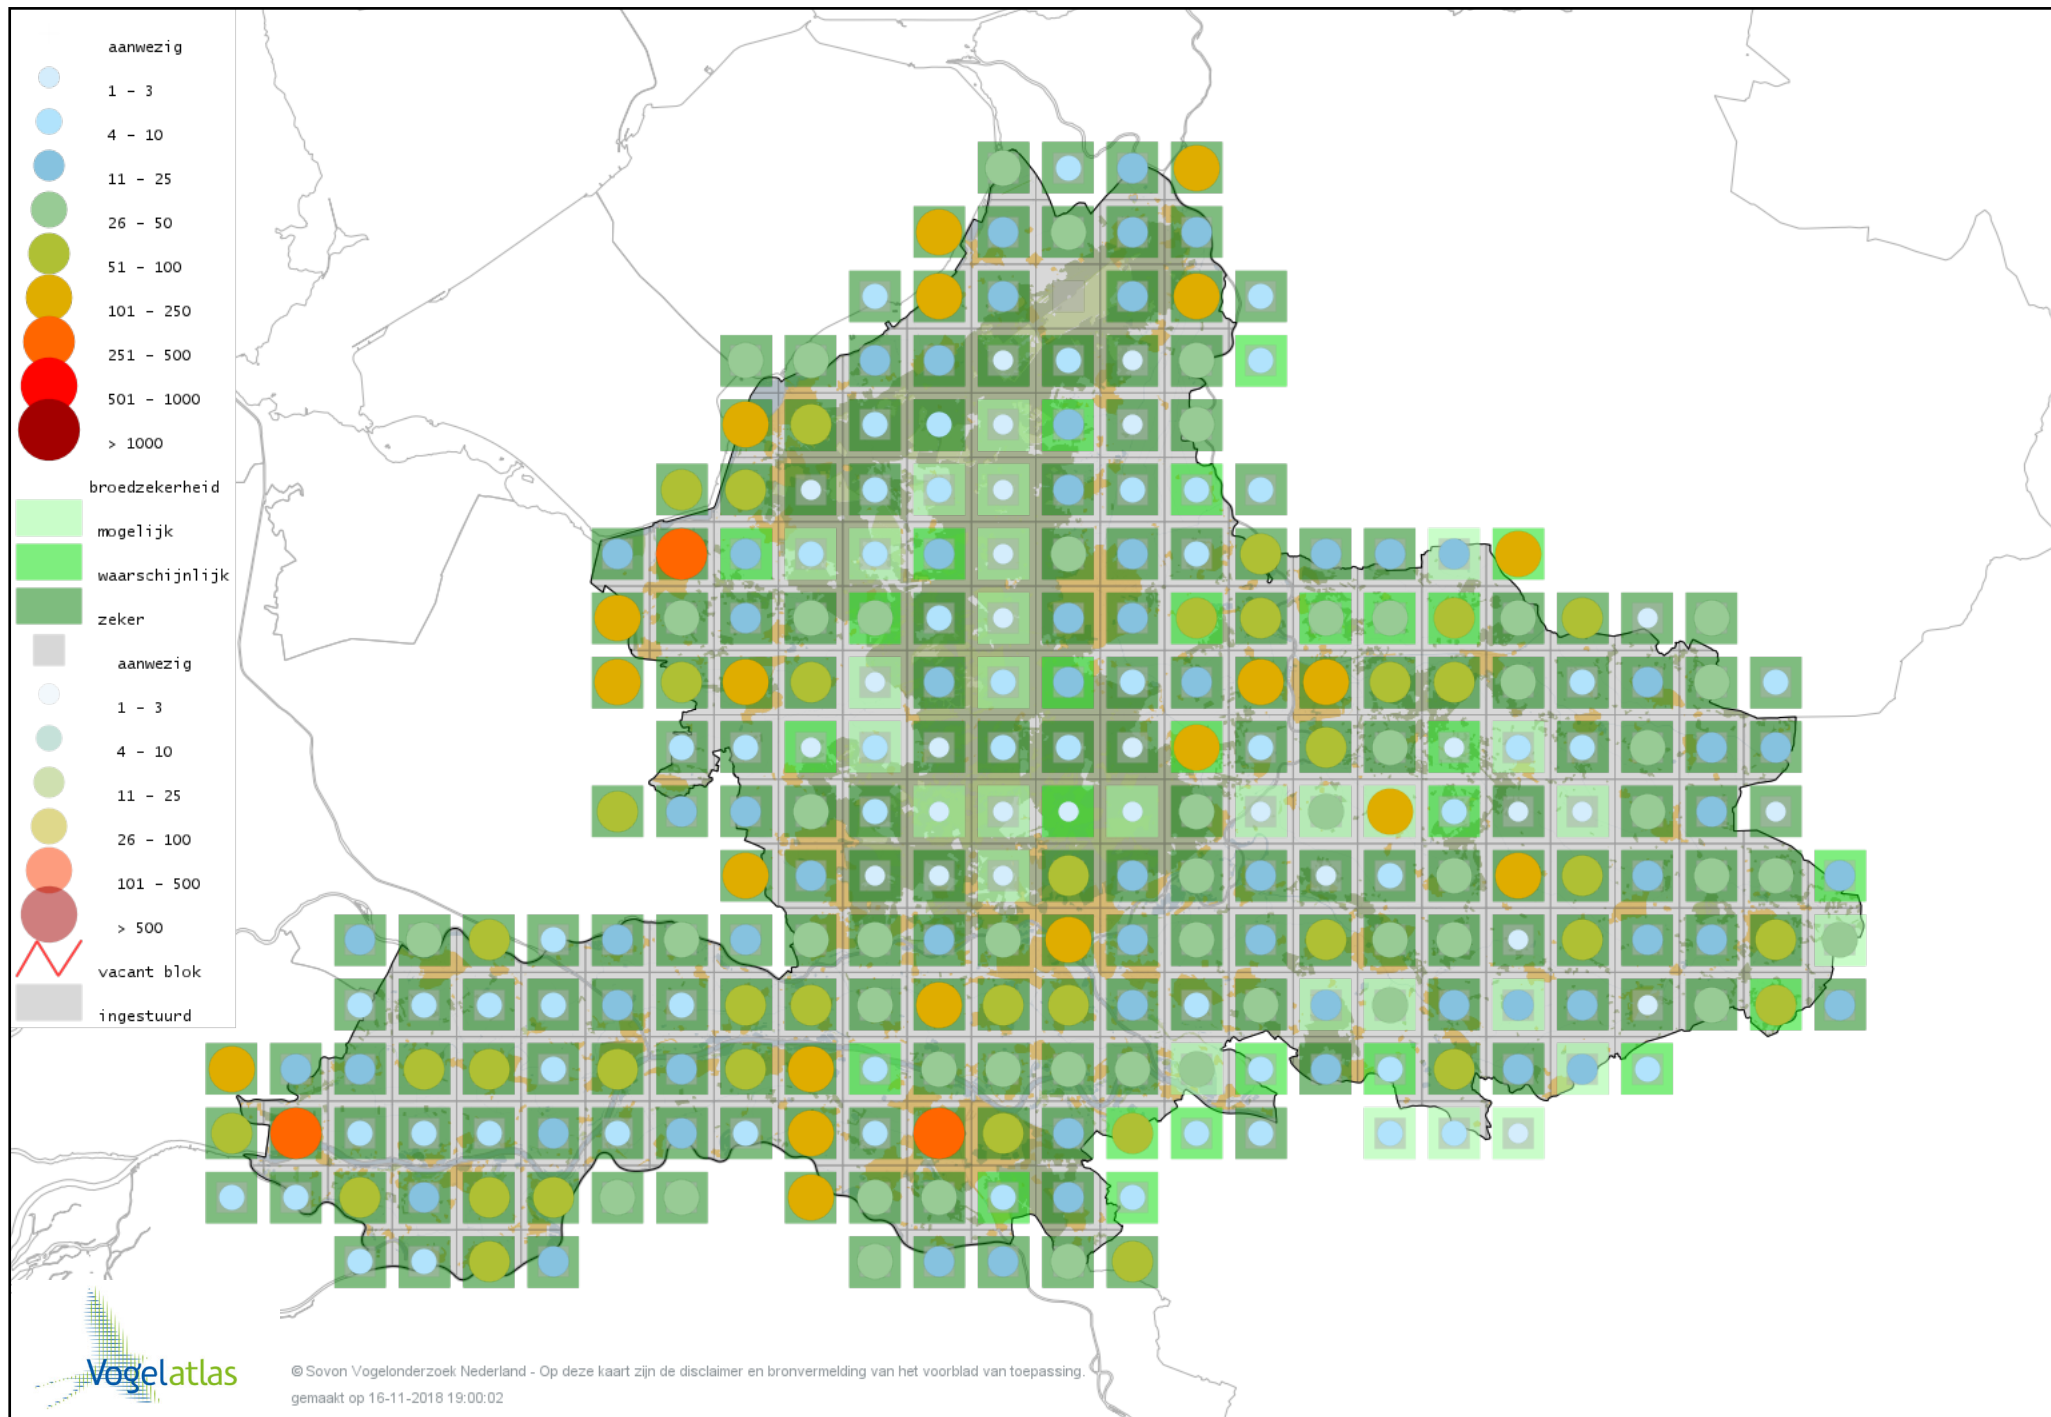 aanwezig
1 - 3
4 - 10
11 - 25
26 - 50
51 - 100
101 - 250
251 - 500
501 - 1000
> 1000
broedzekerheid
mogelijk
waarschijnlijk
zeker
aanwezig
1 - 3
4 - 10
11 - 25
26 - 100
101 - 500
> 500
vacant blok
ingestuurd
Vogelatlas
© Sovon Vogelonderzoek Nederland - Op deze kaart zijn de disclaimer en bronvermelding van het voorblad van toepassing.
gemaakt op 16-11-2018 19:00:02